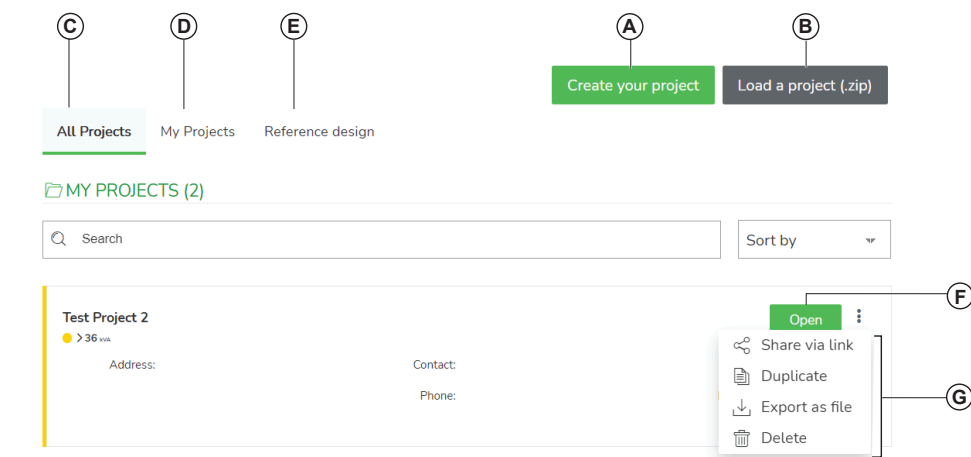 C D E A B
Create your project Load a project (.zip)
All Projects My Projects Reference design
MY PROJECTS (2)
Search Sort by
Test Project 2
Open F
> 36 kVA
Share via link
Address: Contact:
Duplicate
Phone: G
Export as file
Delete